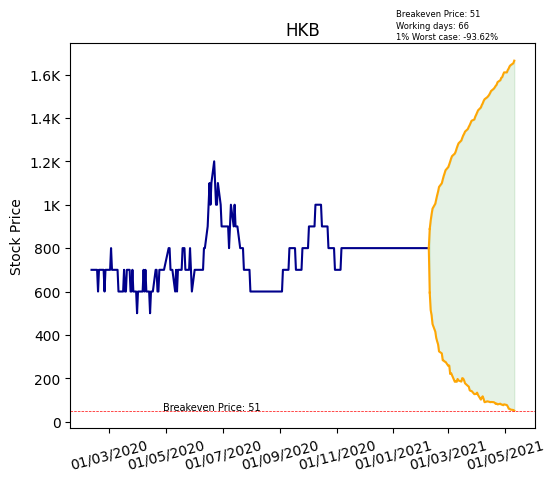 Breakeven Price: 51
Working days: 66
1% Worst case: -93.62%
HKB
Stock Price
1.6K
1.4K
1.2K
1K
800
600
400
200
0
Breakeven Price: 51
01/03/2020
01/05/2020
01/07/2020
01/09/2020
01/11/2020
01/01/2021
01/03/2021
01/05/2021